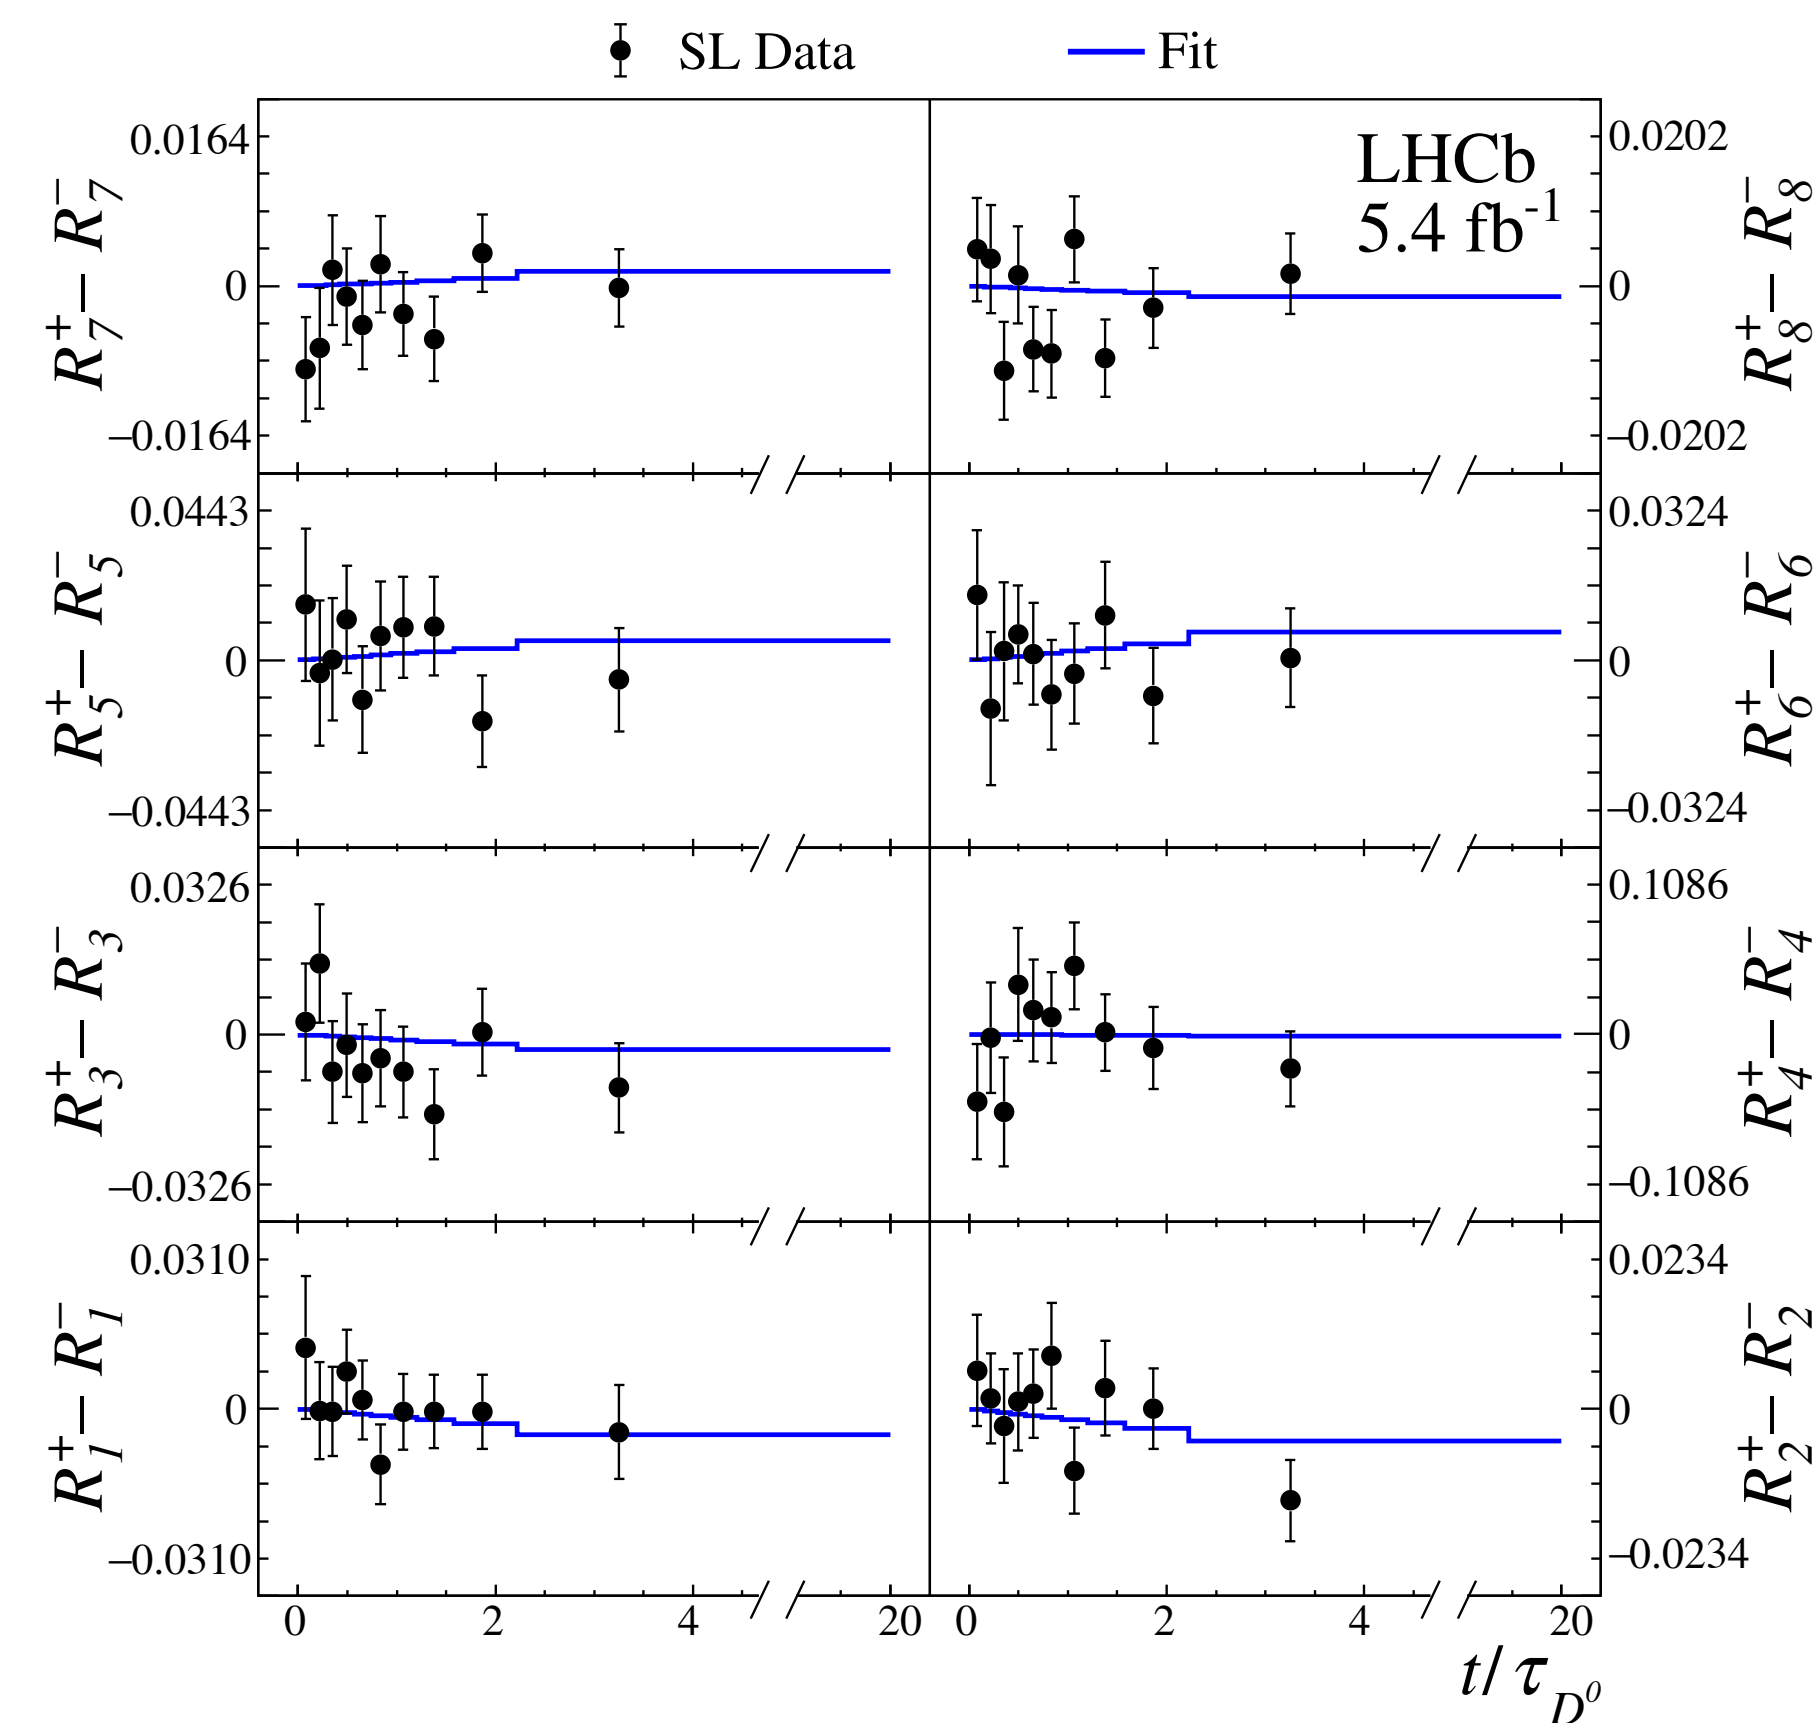 SL Data Fit
LHCb
5.4 fb⁻¹
R₇⁺ − R₇⁻
0.0164
0
−0.0164
0.0202
0
−0.0202
R₈⁺ − R₈⁻
R₅⁺ − R₅⁻
0.0443
0
−0.0443
0.0324
0
−0.0324
R₆⁺ − R₆⁻
R₃⁺ − R₃⁻
0.0326
0
−0.0326
0.1086
0
−0.1086
R₄⁺ − R₄⁻
R₁⁺ − R₁⁻
0.0310
0
−0.0310
0.0234
0
−0.0234
R₂⁺ − R₂⁻
0 2 4 20 0 2 4 20
t/τ_D⁰